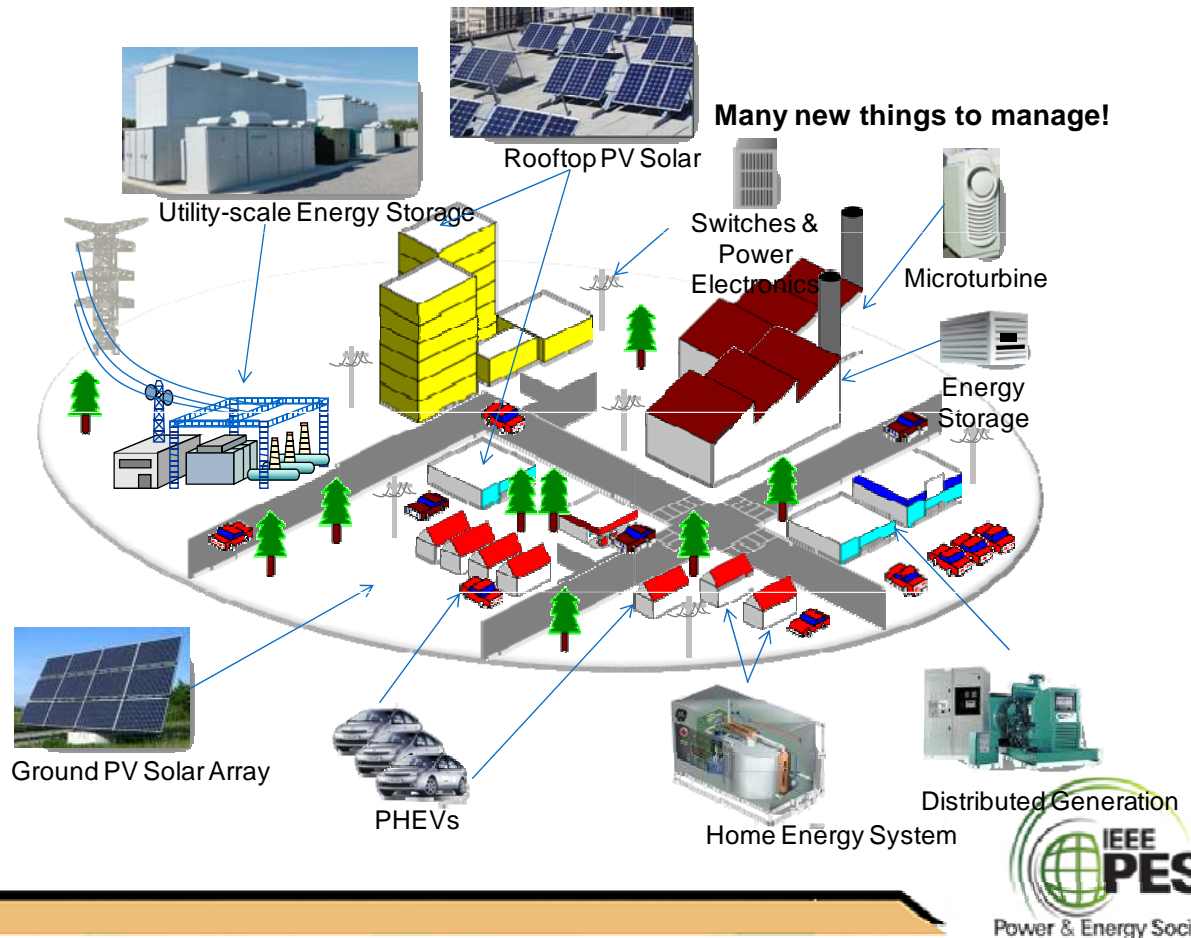 Many new things to manage!
Rooftop PV Solar
Utility-scale Energy Storage
Switches &
Power
Electronics
Microturbine
Energy
Storage
Ground PV Solar Array
PHEVs
Home Energy System
Distributed Generation
IEEE
PES
Power & Energy Soci